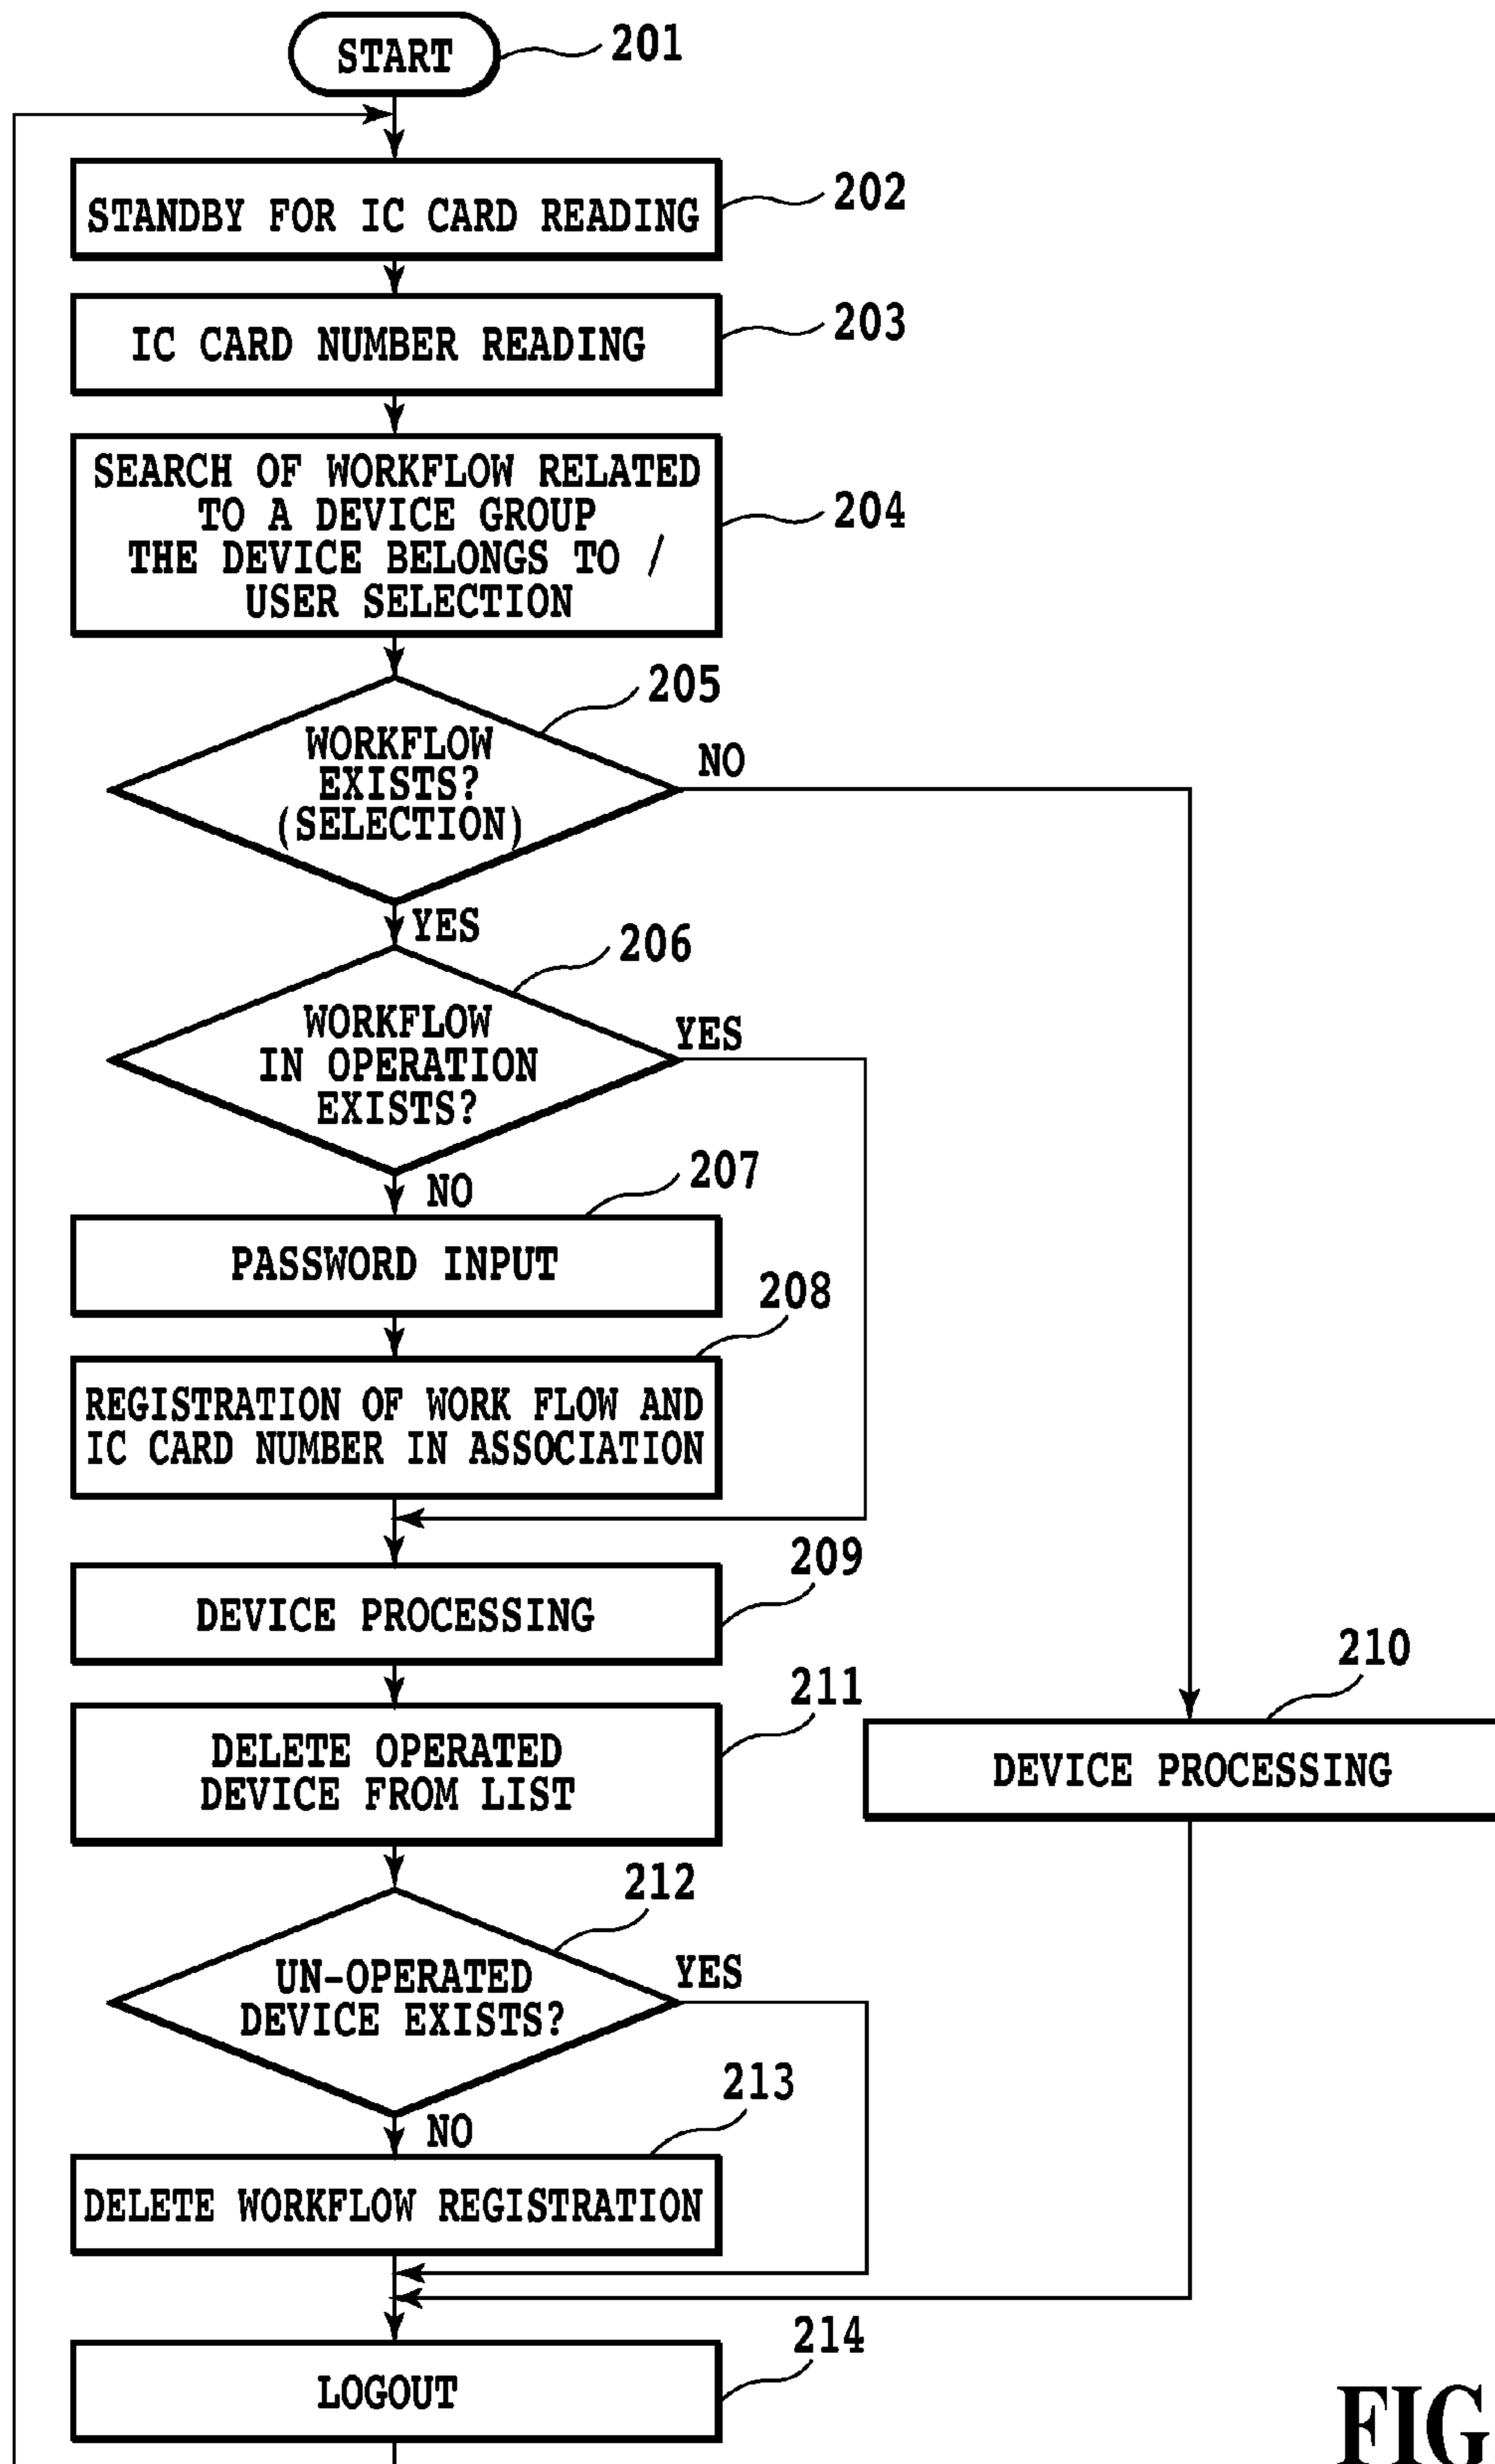 START
201
STANDBY FOR IC CARD READING
202
IC CARD NUMBER READING
203
SEARCH OF WORKFLOW RELATED
TO A DEVICE GROUP
THE DEVICE BELONGS TO /
USER SELECTION
204
205
WORKFLOW
EXISTS?
(SELECTION)
NO
YES
206
WORKFLOW
IN OPERATION
EXISTS?
YES
NO
207
PASSWORD INPUT
208
REGISTRATION OF WORK FLOW AND
IC CARD NUMBER IN ASSOCIATION
209
DEVICE PROCESSING
210
DEVICE PROCESSING
211
DELETE OPERATED
DEVICE FROM LIST
212
UN-OPERATED
DEVICE EXISTS?
YES
NO
213
DELETE WORKFLOW REGISTRATION
214
LOGOUT
FIG